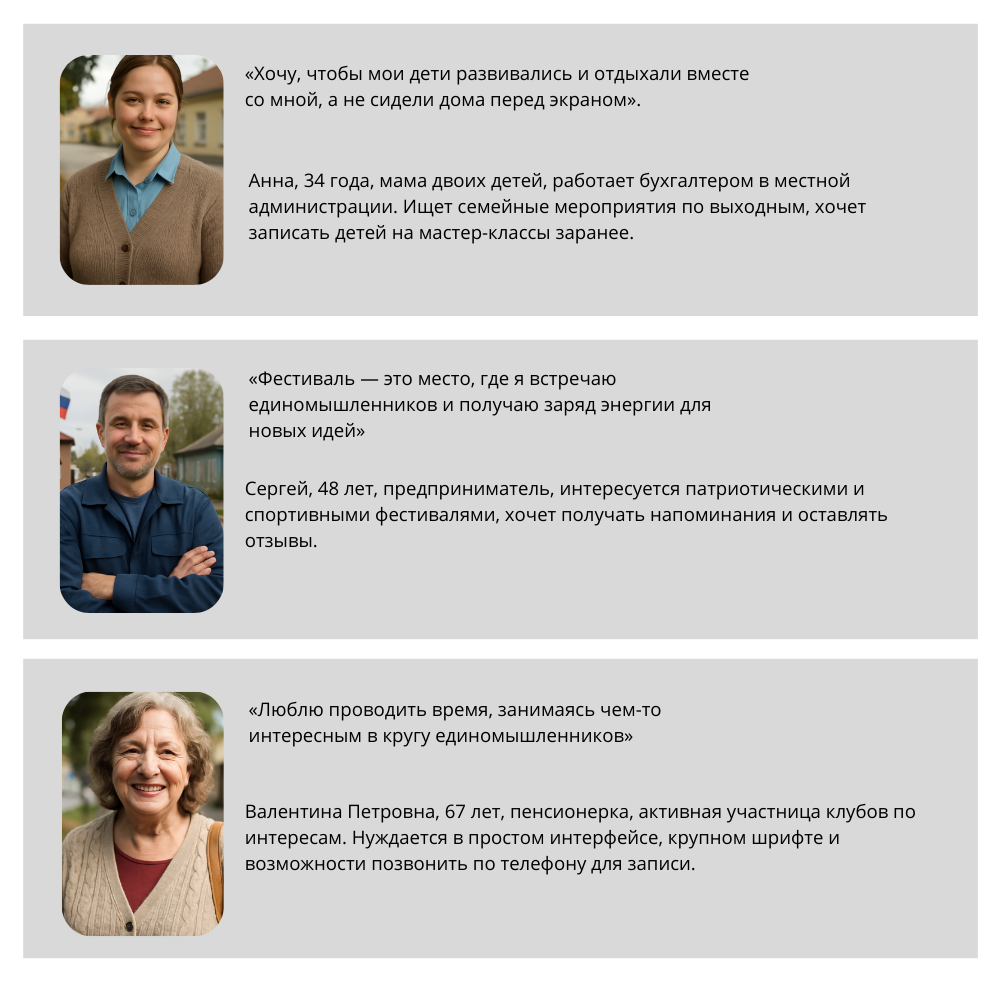 «Хочу, чтобы мои дети развивались и отдыхали вместе
со мной, а не сидели дома перед экраном».
Анна, 34 года, мама двоих детей, работает бухгалтером в местной
администрации. Ищет семейные мероприятия по выходным, хочет
записать детей на мастер-классы заранее.
«Фестиваль — это место, где я встречаю
единомышленников и получаю заряд энергии для
новых идей»
Сергей, 48 лет, предприниматель, интересуется патриотическими и
спортивными фестивалями, хочет получать напоминания и оставлять
отзывы.
«Люблю проводить время, занимаясь чем-то
интересным в кругу единомышленников»
Валентина Петровна, 67 лет, пенсионерка, активная участница клубов по
интересам. Нуждается в простом интерфейсе, крупном шрифте и
возможности позвонить по телефону для записи.